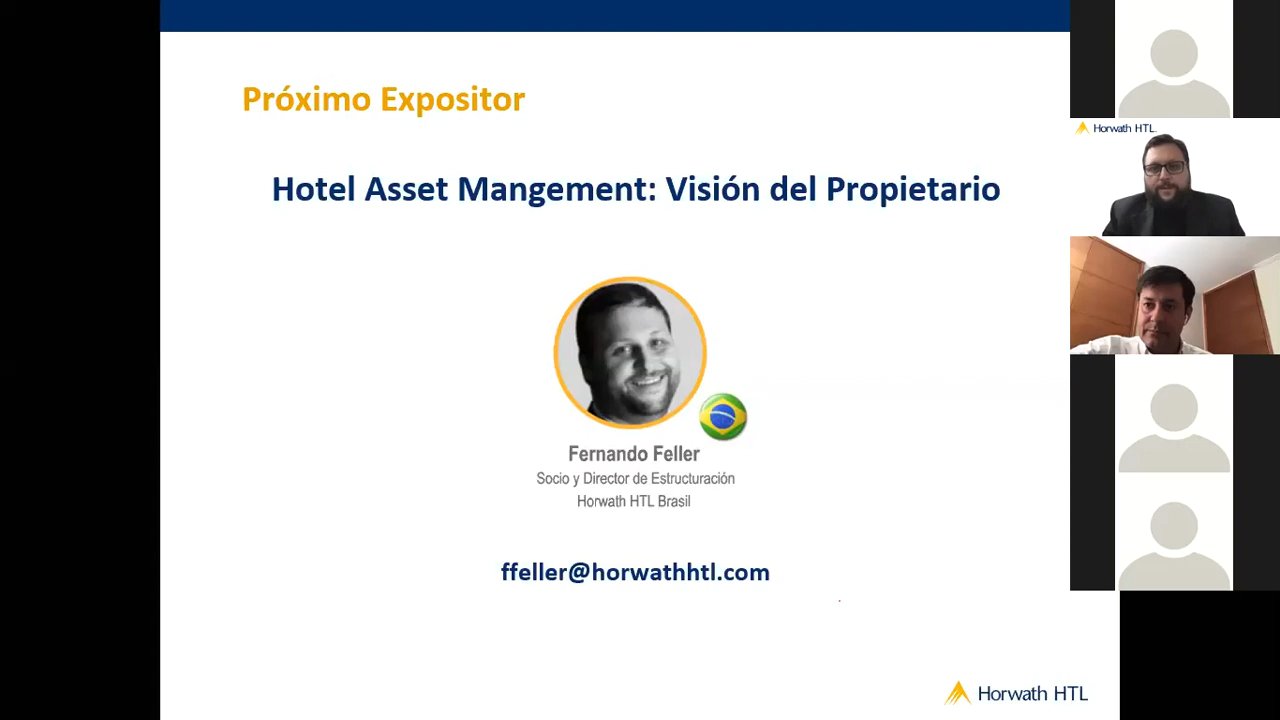 Próximo Expositor
Hotel Asset Mangement: Visión del Propietario
Fernando Feller
Socio y Director de Estructuración
Horwath HTL Brasil
ffeller@horwathhtl.com
Horwath HTL
Horwath HTL.